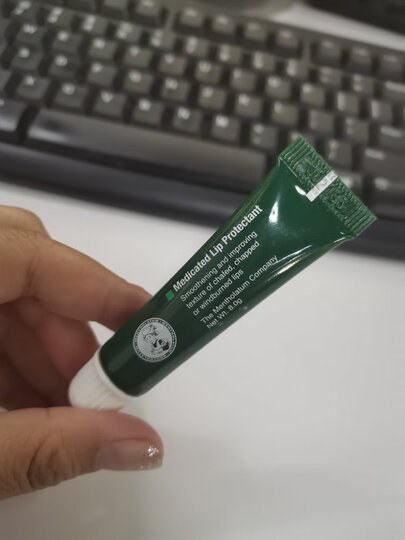 Medicated Lip Protectant
Smoothening and improving
texture of chafed, chapped
or windburned lips
The Mentholatum Company
Net Wt. 8.0g